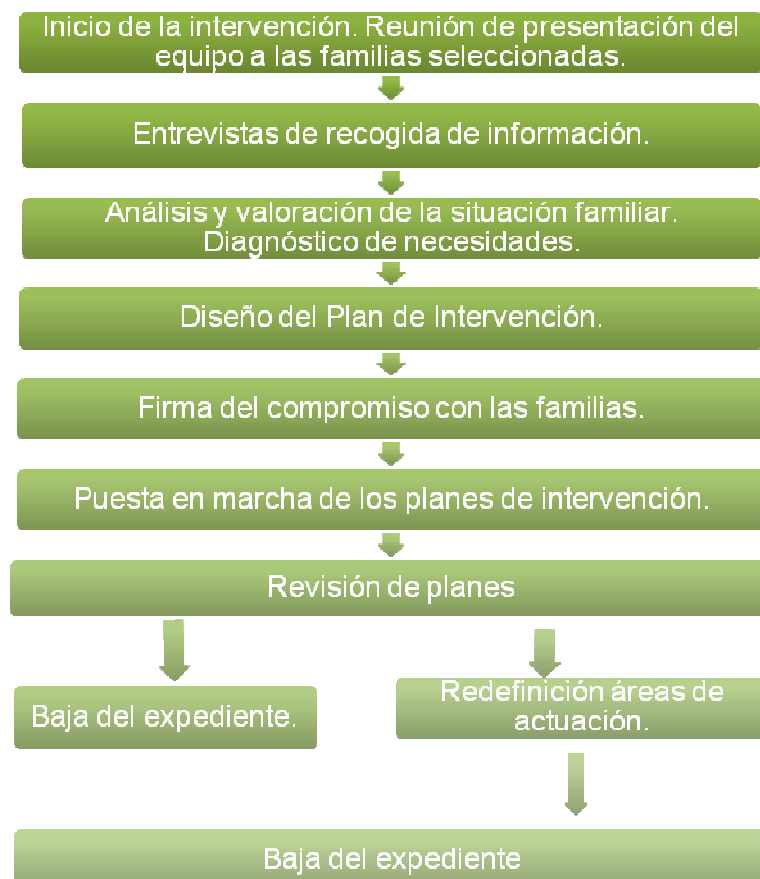 Inicio de la intervención. Reunión de presentación del
equipo a las familias seleccionadas.
Entrevistas de recogida de información.
Análisis y valoración de la situación familiar.
Diagnóstico de necesidades.
Diseño del Plan de Intervención.
Firma del compromiso con las familias.
Puesta en marcha de los planes de intervención.
Revisión de planes
Baja del expediente.
Redefinición áreas de
actuación.
Baja del expediente